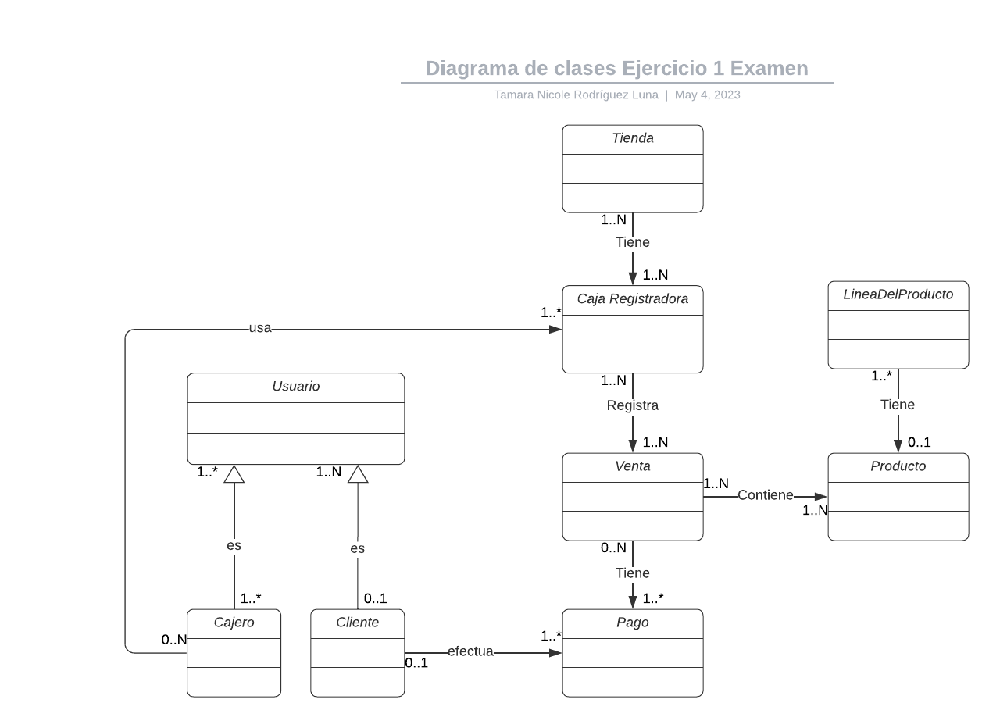 Diagrama de clases Ejercicio 1 Examen
Tamara Nicole Rodríguez Luna | May 4, 2023
Tienda
1..N
Tiene
1..N
Caja Registradora
LineaDelProducto
1..*
usa
1..N
1..*
Usuario
Registra
Tiene
1..N
0..1
Venta
Producto
1..*
1..N
1..N
Contiene
1..N
es
es
0..N
Tiene
1..*
0..1
1..*
Cajero
Cliente
Pago
0..N
1..*
efectua
0..1